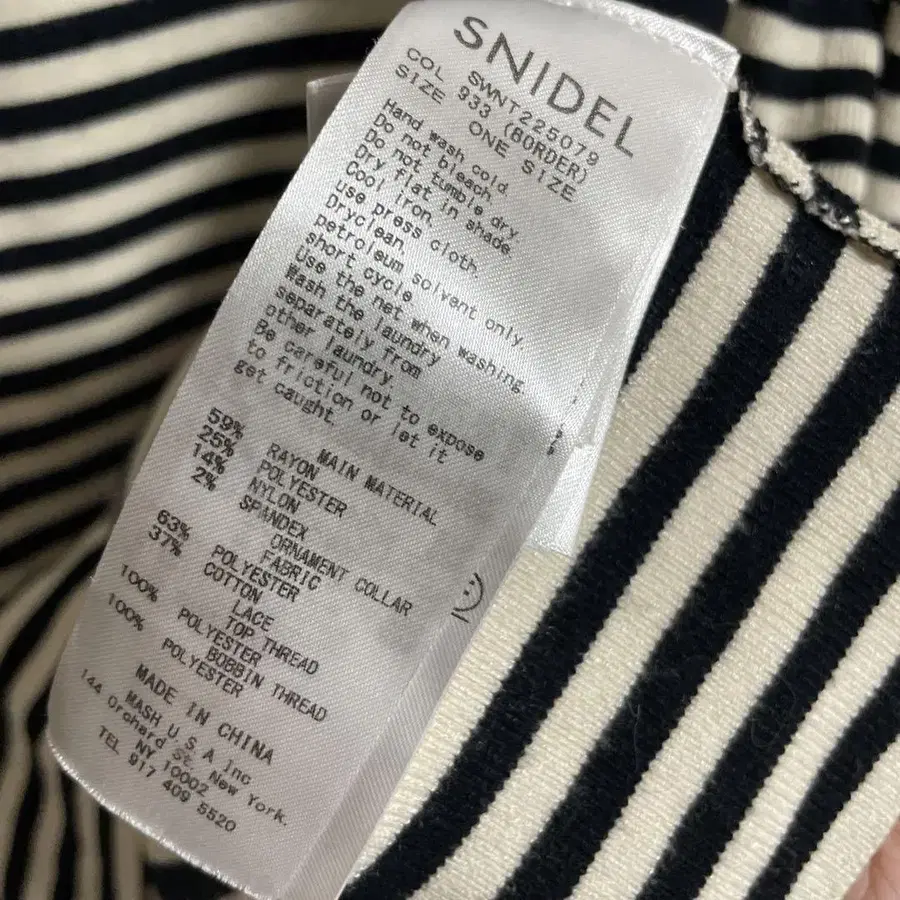 SNIDEL
SWNT225079
COL 933 (BORDER)
SIZE ONE SIZE
Hand wash cold.
Do not bleach.
Do not tumble dry.
Dry flat in shade.
Cool iron.
use press cloth.
Dryclean.
petroleum solvent only.
short cycle.
Use the net when washing.
Wash the laundry
separately from
other laundry.
Be careful not to expose
to friction or let it
get caught.
MAIN MATERIAL
59% RAYON
25% POLYESTER
14% NYLON
2% SPANDEX
ORNAMENT COLLAR
FABRIC
63% POLYESTER
37% COTTON
LACE
TOP THREAD
100% POLYESTER
BOBBIN THREAD
100% POLYESTER
MADE IN CHINA
MASH U.S.A Inc
144 Orchard St. New York.
NY 10002
TEL 917 409 5520